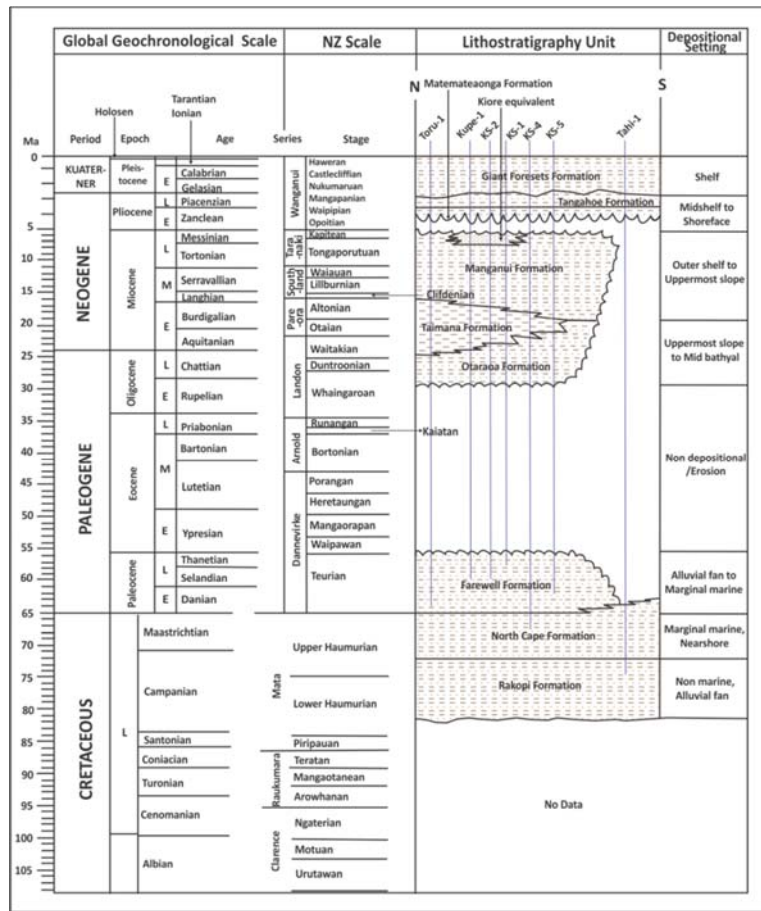 Global Geochronological Scale
NZ Scale
Lithostratigraphy Unit
Depositional
Setting
N
S
Matemateaonga Formation
Kiore equivalent
Holosen
Tarantian
Ionian
Ma
Period
Epoch
Age
Series
Stage
Toru-1
Kupe-1
KS-2
KS-1
KS-4
KS-5
Tahi-1
0
5
10
15
20
25
30
35
40
45
50
55
60
65
70
75
80
85
90
95
100
105
KUATER-
NER
NEOGENE
PALEOGENE
CRETACEOUS
Pleis-
tocene
Pliocene
Miocene
Oligocene
Eocene
Paleocene
E
L
E
L
M
E
L
E
L
M
E
L
E
L
Calabrian
Gelasian
Piacenzian
Zanclean
Messinian
Tortonian
Serravallian
Langhian
Burdigalian
Aquitanian
Chattian
Rupelian
Priabonian
Bartonian
Lutetian
Ypresian
Thanetian
Selandian
Danian
Maastrichtian
Campanian
Santonian
Coniacian
Turonian
Cenomanian
Albian
Wanganui
Tara
-naki
South
-land
Pare
-ora
Landon
Arnold
Dannevirke
Mata
Raukumara
Clarence
Haweran
Castlecliffian
Nukumaruan
Mangapanian
Waipipian
Opoitian
Kapitean
Tongaporutuan
Waiauan
Lillburnian
Clifdenian
Altonian
Otaian
Waitakian
Duntroonian
Whaingaroan
Runangan
Kaiatan
Bortonian
Porangan
Heretaungan
Mangaorapan
Waipawan
Teurian
Upper Haumurian
Lower Haumurian
Piripauan
Teratan
Mangaotanean
Arowhanan
Ngaterian
Motuan
Urutawan
Giant Foresets Formation
Tangahoe Formation
Manganui Formation
Taimana Formation
Otaraoa Formation
Farewell Formation
North Cape Formation
Rakopi Formation
No Data
Shelf
Midshelf to
Shoreface
Outer shelf to
Uppermost slope
Uppermost slope
to Mid bathyal
Non depositional
/Erosion
Alluvial fan to
Marginal marine
Marginal marine,
Nearshore
Non marine,
Alluvial fan